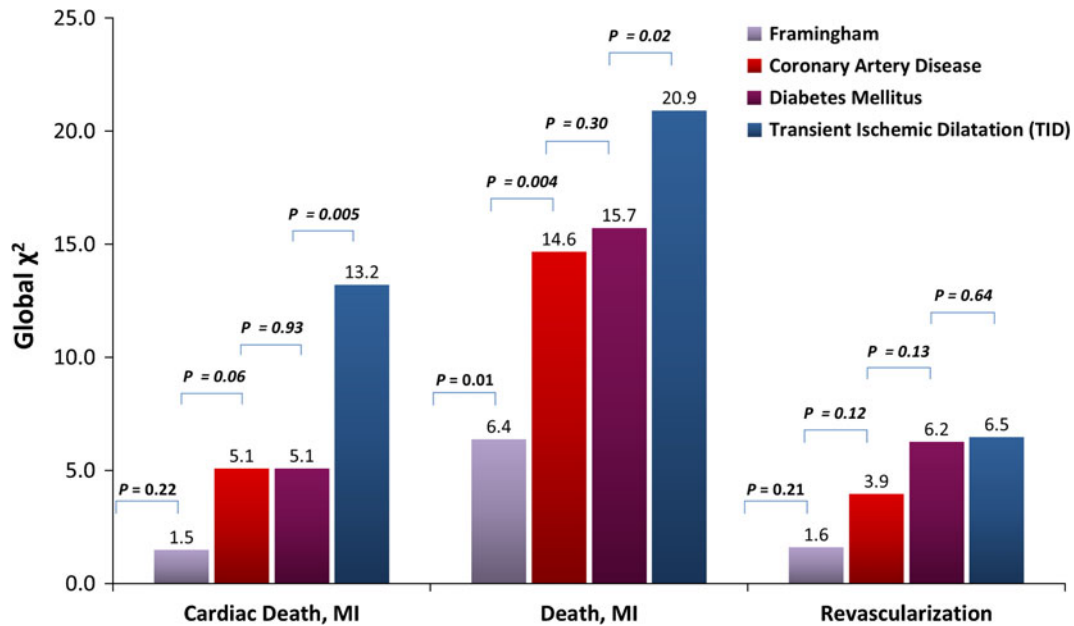 25.0
20.0
15.0
10.0
5.0
0.0
Global χ²
P = 0.22
1.5
P = 0.06
5.1
P = 0.93
5.1
P = 0.005
13.2
Cardiac Death, MI
P = 0.01
6.4
P = 0.004
14.6
P = 0.30
15.7
P = 0.02
20.9
Death, MI
P = 0.21
1.6
P = 0.12
3.9
P = 0.13
6.2
P = 0.64
6.5
Revascularization
Framingham
Coronary Artery Disease
Diabetes Mellitus
Transient Ischemic Dilatation (TID)